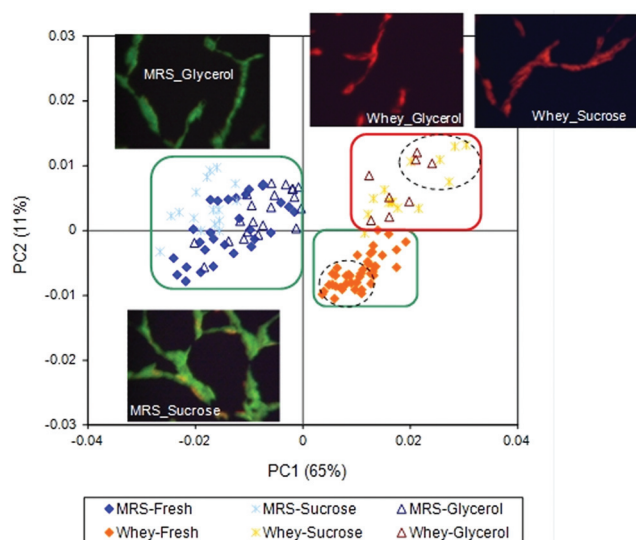 0.03
0.02
0.01
0
-0.01
-0.02
-0.03
PC2 (11%)
MRS_Glycerol
Whey_Glycerol
Whey_Sucrose
MRS_Sucrose
-0.04
-0.02
0
0.02
0.04
PC1 (65%)
MRS-Fresh
MRS-Sucrose
MRS-Glycerol
Whey-Fresh
Whey-Sucrose
Whey-Glycerol